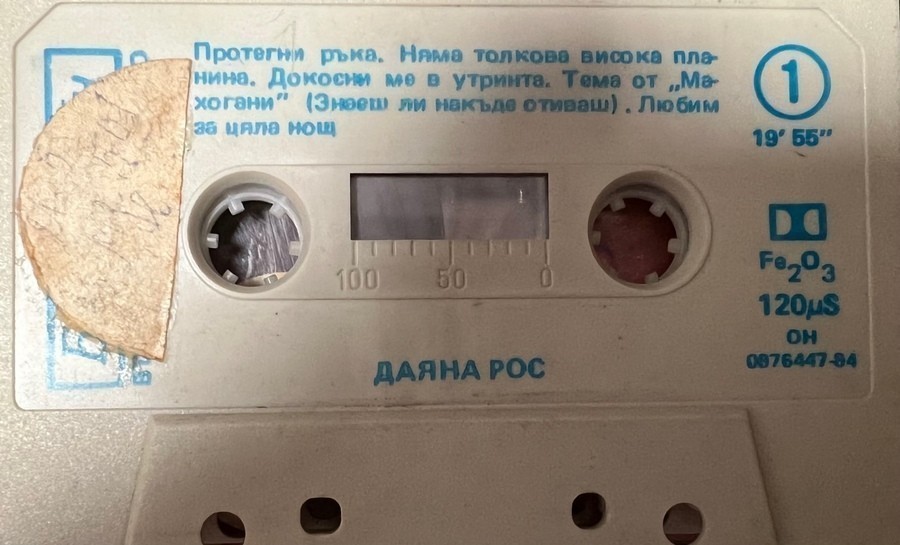 Протегни ръка. Няма толкова висока пла-
нина. Докосни ме в утринта. Тема от „Ма-
хогани” (Знаеш ли накъде отиваш). Любим
за цяла нощ
1
19' 55”
100 50 0
Fe2O3
120µS
ОН
0876447-84
ДАЯНА РОС